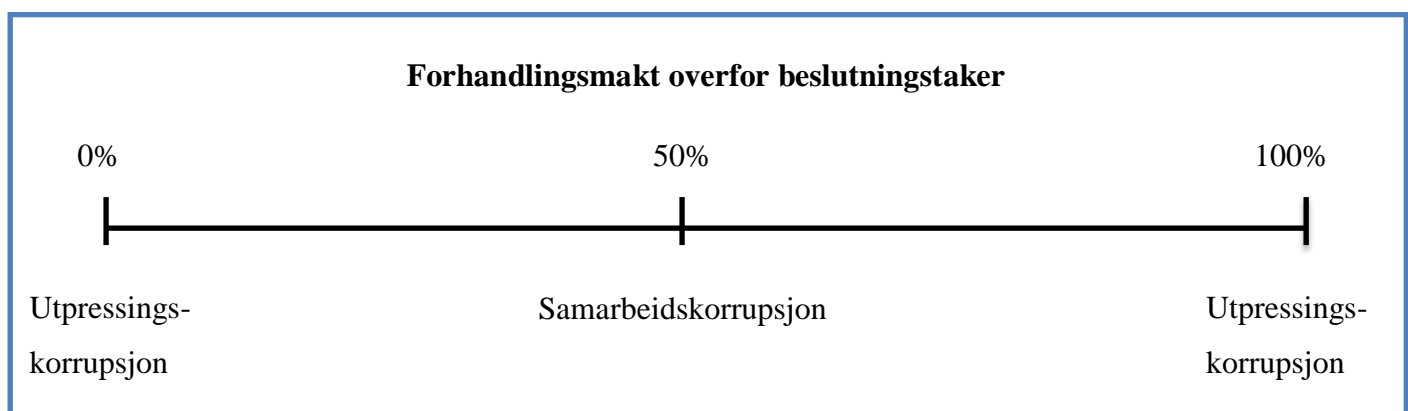 Forhandlingsmakt overfor beslutningstaker
0% 50% 100%
Utpressings- Samarbeidskorrupsjon Utpressings-
korrupsjon korrupsjon